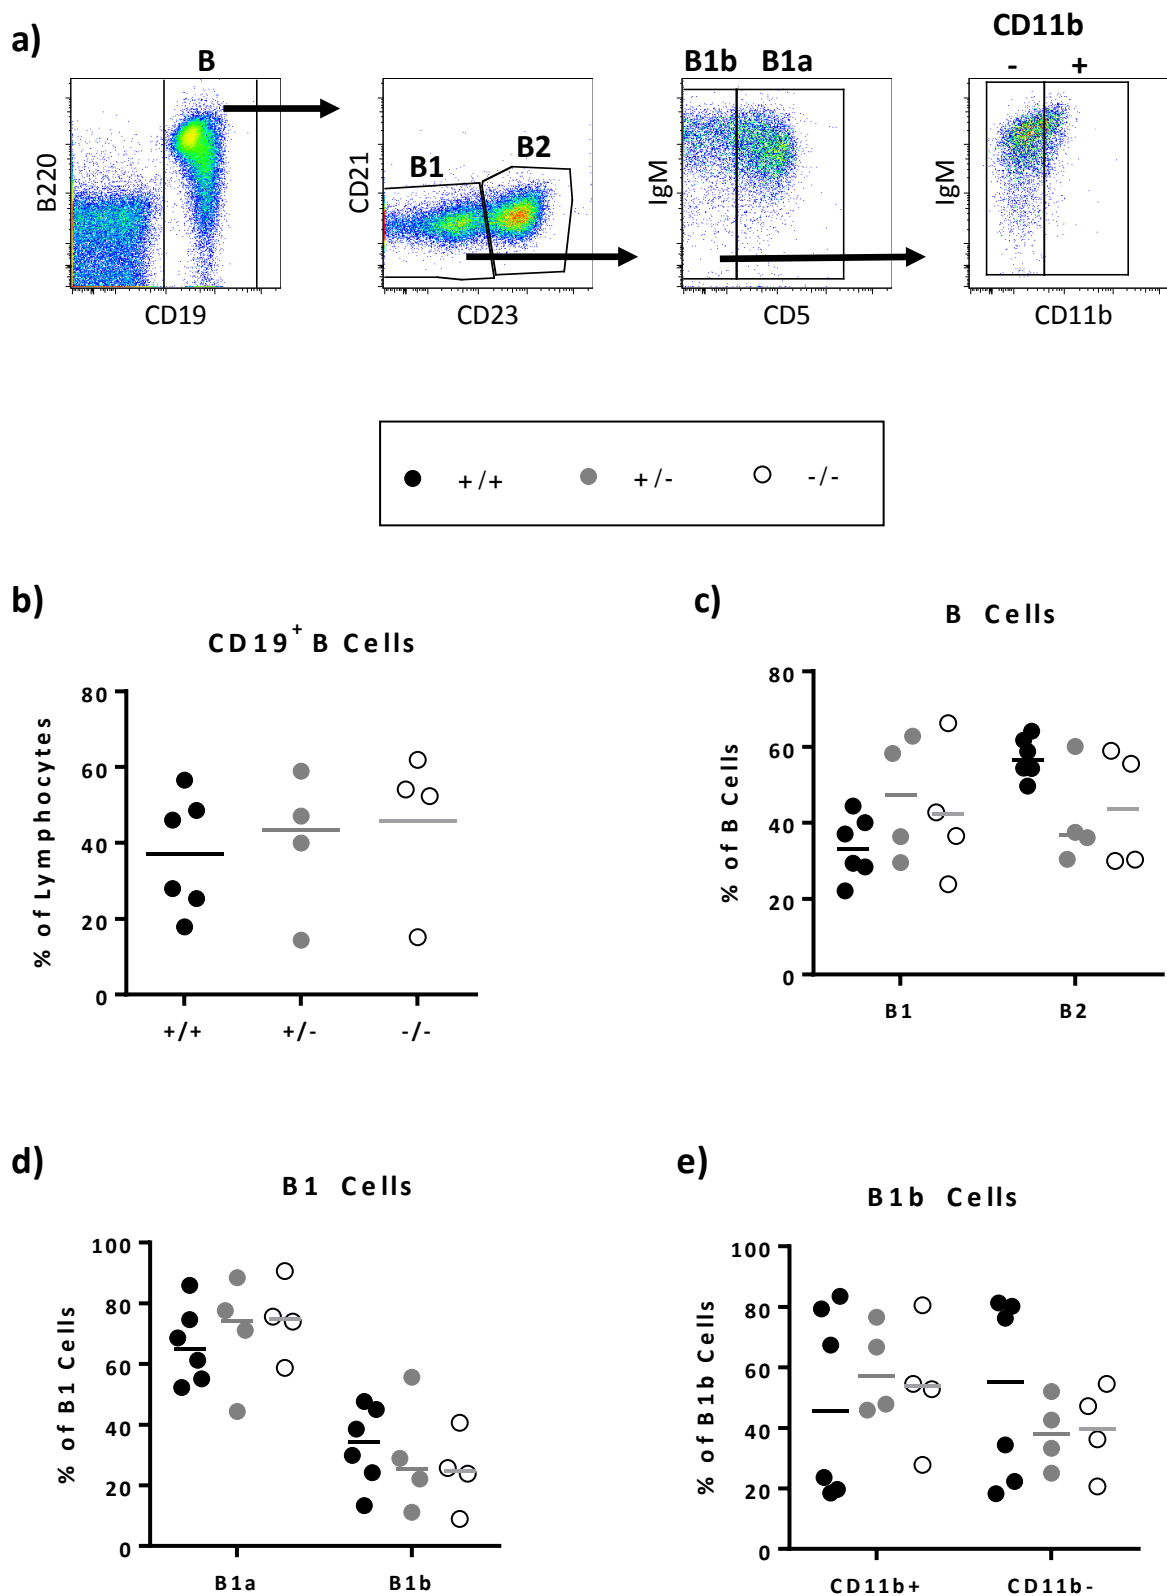 a)
CD11b
B
B1b B1a
- +
B220
CD19
CD21
B1
B2
CD23
IgM
CD5
IgM
CD11b
+/+ +/- -/-
b)
CD19+ B Cells
% of Lymphocytes
80
60
40
20
0
+/+ +/- -/-
c)
B Cells
% of B Cells
80
60
40
20
0
B1 B2
d)
B1 Cells
% of B1 Cells
100
80
60
40
20
0
B1a B1b
e)
B1b Cells
% of B1b Cells
100
80
60
40
20
0
CD11b+ CD11b-